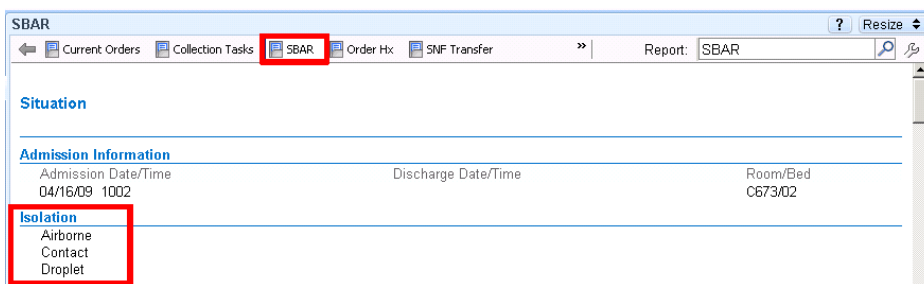 SBAR ? Resize
Current Orders Collection Tasks SBAR Order Hx SNF Transfer » Report: SBAR
Situation
Admission Information
Admission Date/Time Discharge Date/Time Room/Bed
04/16/09 1002 C673/02
Isolation
Airborne
Contact
Droplet